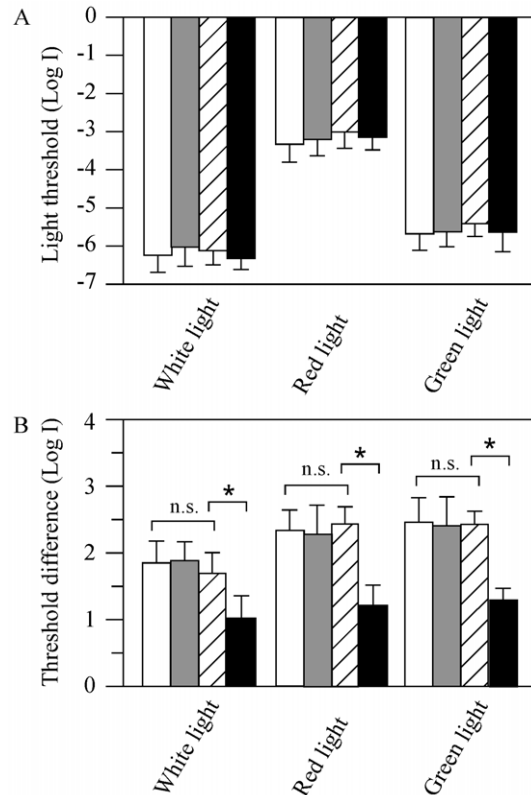 A
Light threshold (Log I)
0
-1
-2
-3
-4
-5
-6
-7
White light
Red light
Green light
B
Threshold difference (Log I)
4
3
2
1
0
n.s.
*
n.s.
*
n.s.
*
White light
Red light
Green light